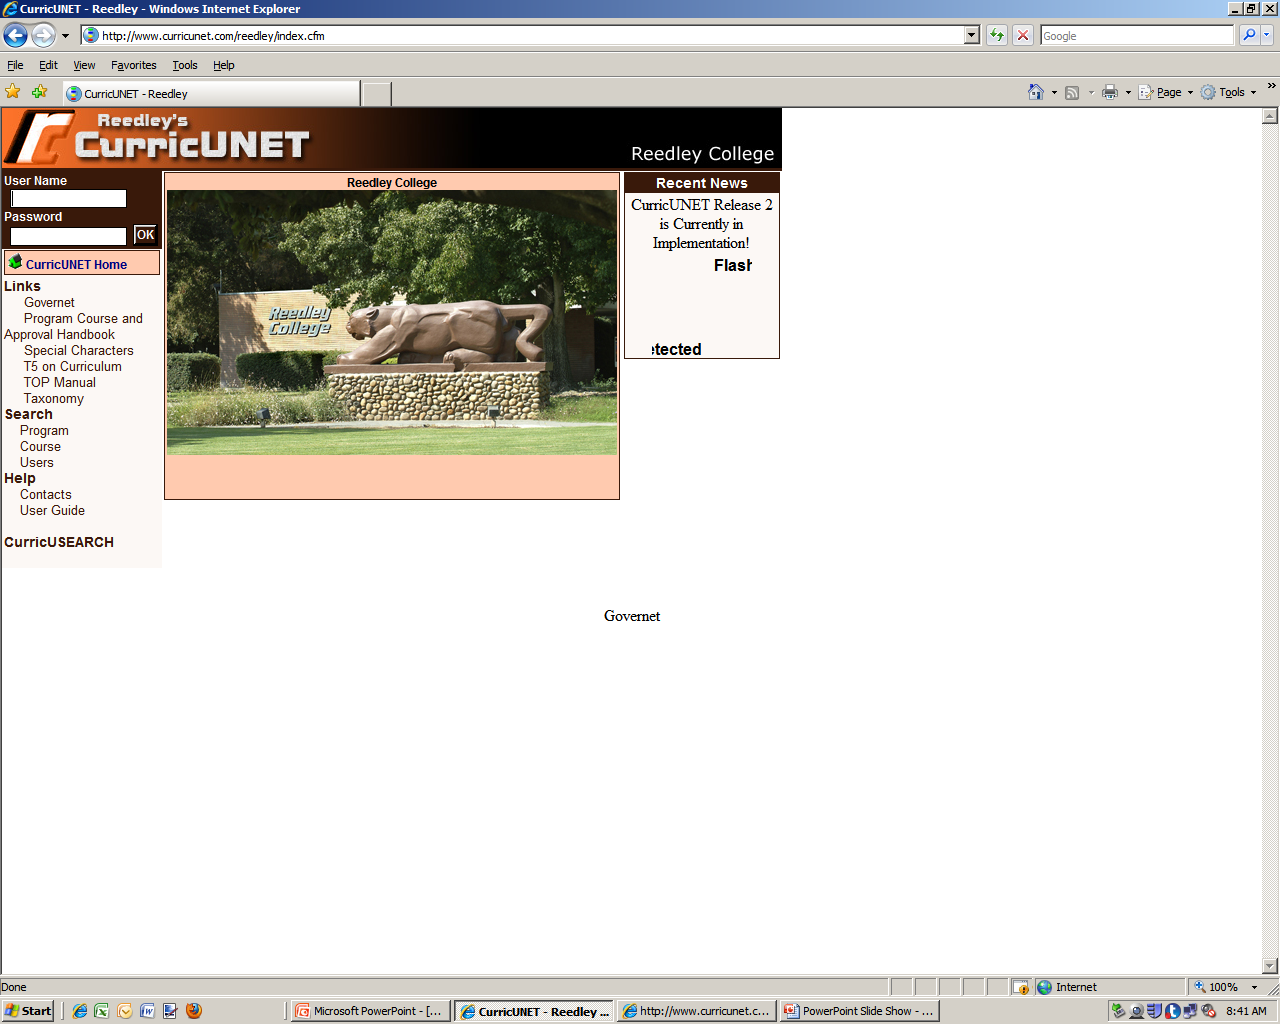 CurricUNET - Reedley - Windows Internet Explorer
http://www.curricunet.com/reedley/index.cfm
Google
File Edit View Favorites Tools Help
CurricUNET - Reedley
Page Tools
Reedley's
CurricUNET
Reedley College
User Name
Password
OK
CurricUNET Home
Links
Governet
Program Course and
Approval Handbook
Special Characters
T5 on Curriculum
TOP Manual
Taxonomy
Search
Program
Course
Users
Help
Contacts
User Guide
CurricUSEARCH
Reedley College
Reedley
College
Recent News
CurricUNET Release 2
is Currently in
Implementation!
Flash
etected
Governet
Done
Internet
100%
Start
Microsoft PowerPoint - [...
CurricUNET - Reedley ...
http://www.curricunet.c...
PowerPoint Slide Show - ...
8:41 AM